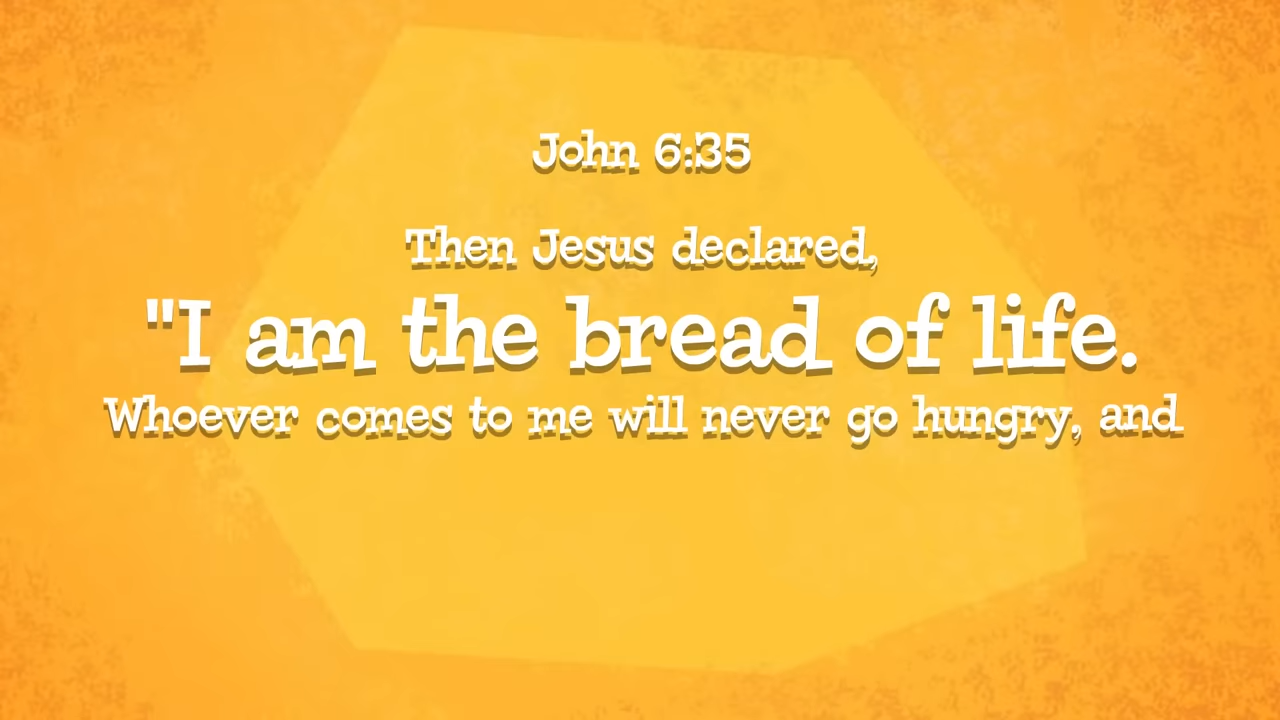 John 6:35
Then Jesus declared,
"I am the bread of life.
Whoever comes to me will never go hungry, and